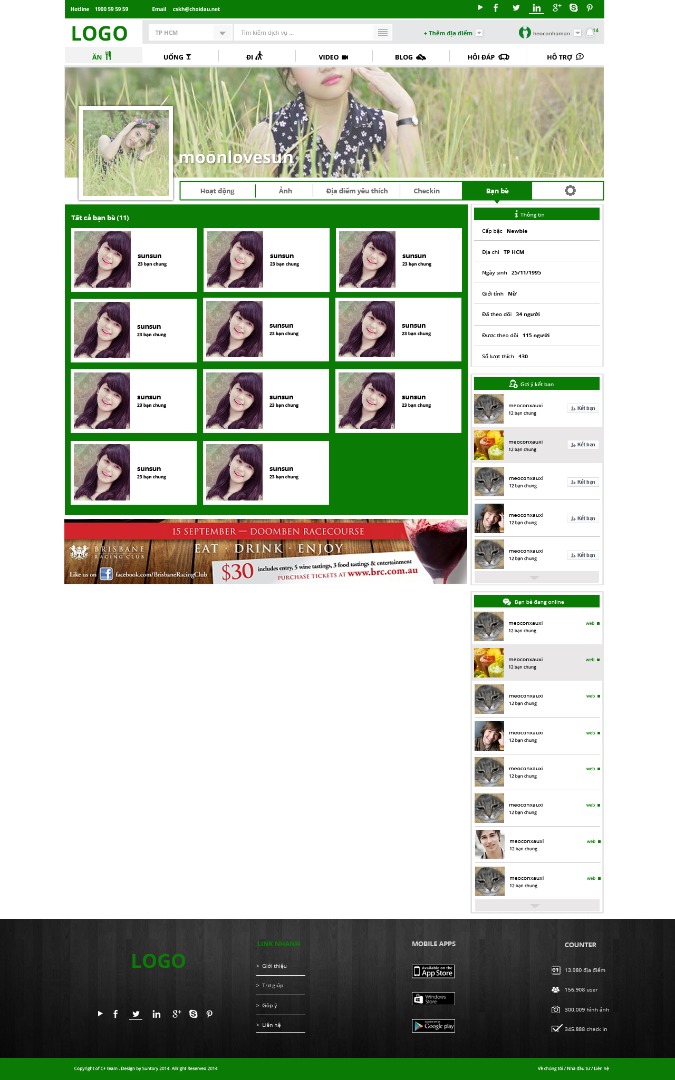 Hotline 1900 59 59 59 Email cskh@choidau.net
LOGO TP HCM Tìm kiếm dịch vụ ... + Thêm địa điểm heoconhaman 14
ĂN UỐNG ĐI VIDEO BLOG HỎI ĐÁP HỖ TRỢ
moonlovesun
Hoạt động Ảnh Địa điểm yêu thích Checkin Bạn bè
Tất cả bạn bè (11)
sunsun
23 bạn chung
sunsun
23 bạn chung
sunsun
23 bạn chung
sunsun
23 bạn chung
sunsun
23 bạn chung
sunsun
23 bạn chung
sunsun
23 bạn chung
sunsun
23 bạn chung
sunsun
23 bạn chung
sunsun
23 bạn chung
sunsun
23 bạn chung
15 SEPTEMBER — DOOMBEN RACECOURSE
BRISBANE
RACING CLUB
EAT · DRINK · ENJOY
Like us on facebook.com/BrisbaneRacingClub
$30 includes entry, 5 wine tastings, 3 food tastings & entertainment
PURCHASE TICKETS AT www.brc.com.au
Thông tin
Cấp bậc Newbie
Địa chỉ TP HCM
Ngày sinh 25/11/1995
Giới tính Nữ
Đã theo dõi 34 người
Được theo dõi 115 người
Số lượt thích 430
Gợi ý kết bạn
meoconxauxi
12 bạn chung
Kết bạn
meoconxauxi
12 bạn chung
Kết bạn
meoconxauxi
12 bạn chung
Kết bạn
meoconxauxi
12 bạn chung
Kết bạn
meoconxauxi
12 bạn chung
Kết bạn
Bạn bè đang online
meoconxauxi
12 bạn chung
web
meoconxauxi
12 bạn chung
web
meoconxauxi
12 bạn chung
web
meoconxauxi
12 bạn chung
web
meoconxauxi
12 bạn chung
web
meoconxauxi
12 bạn chung
web
meoconxauxi
12 bạn chung
web
meoconxauxi
12 bạn chung
web
LOGO
LINK NHANH
> Giới thiệu
> Trợ giúp
> Góp ý
> Liên hệ
MOBILE APPS
Available on the
App Store
Windows
Store
Google play
COUNTER
13.980 địa điểm
156.908 user
300.009 hình ảnh
345.888 check in
Copyright of C+ team . Design by Suntory 2014. All right Reserved 2014
Về chúng tôi / Nhà đầu tư / Liên hệ